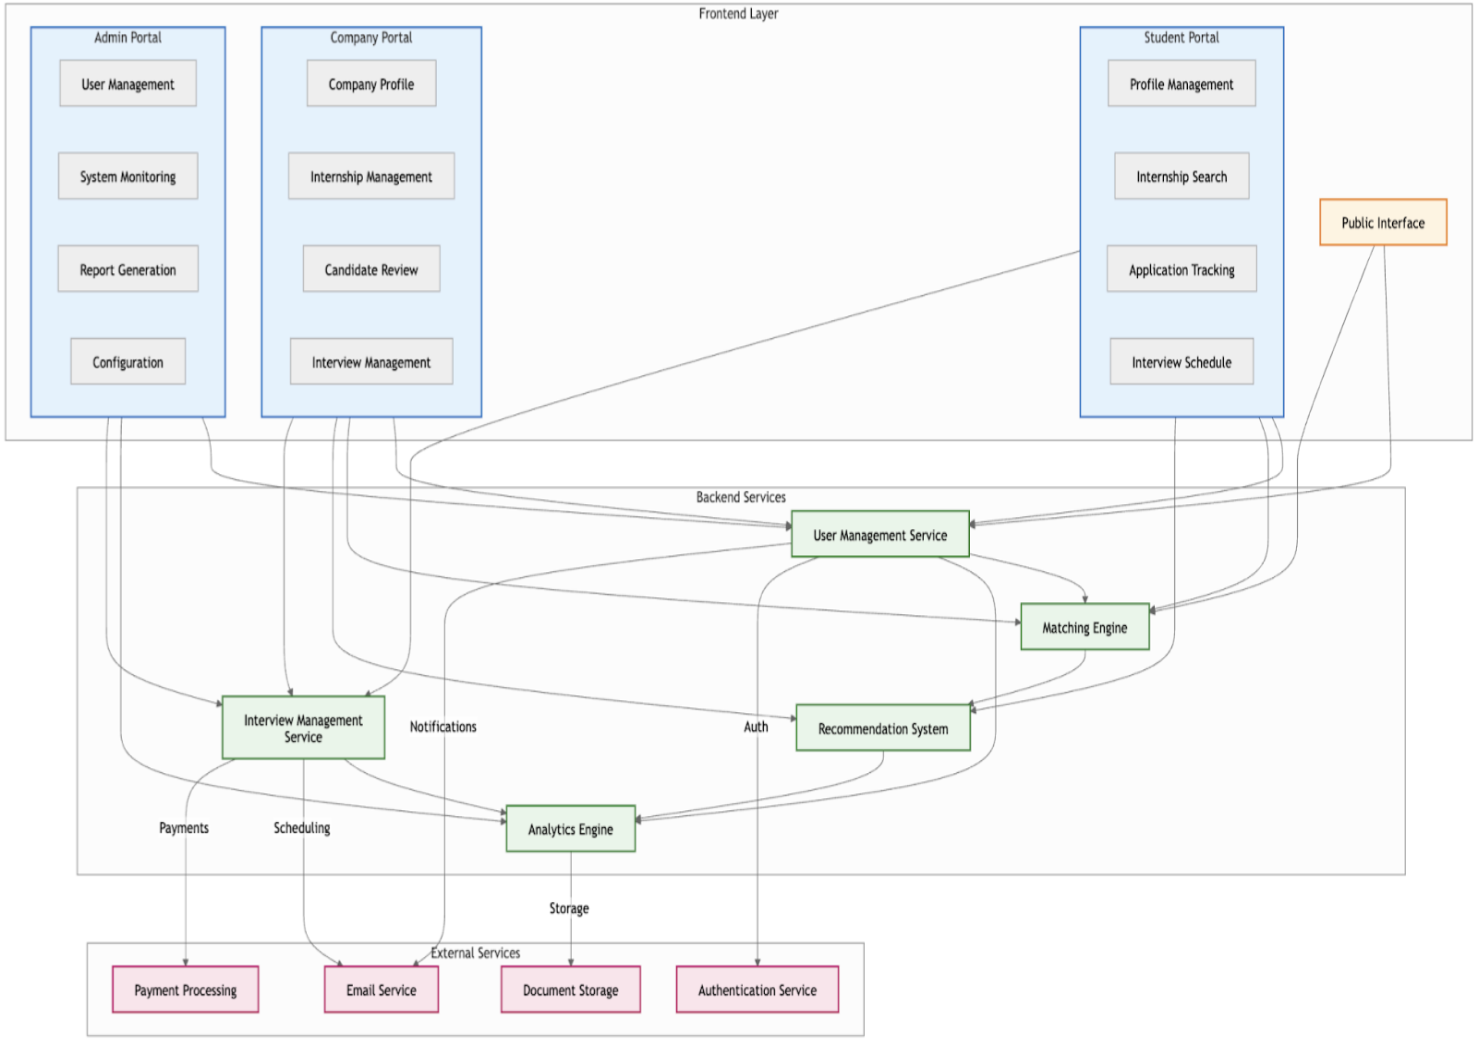 Frontend Layer
Admin Portal
User Management
System Monitoring
Report Generation
Configuration
Company Portal
Company Profile
Internship Management
Candidate Review
Interview Management
Student Portal
Profile Management
Internship Search
Application Tracking
Interview Schedule
Public Interface
Backend Services
User Management Service
Matching Engine
Interview Management
Service
Notifications
Auth
Recommendation System
Payments
Scheduling
Analytics Engine
Storage
External Services
Payment Processing
Email Service
Document Storage
Authentication Service